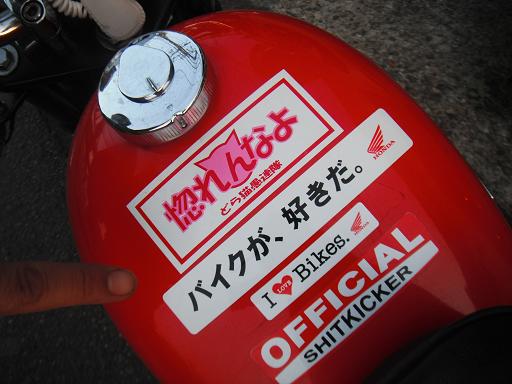 惚れんなよ
どら猫愚連隊
バイクが、好きだ。
HONDA
I LOVE Bikes.
OFFICIAL
SHITKICKER